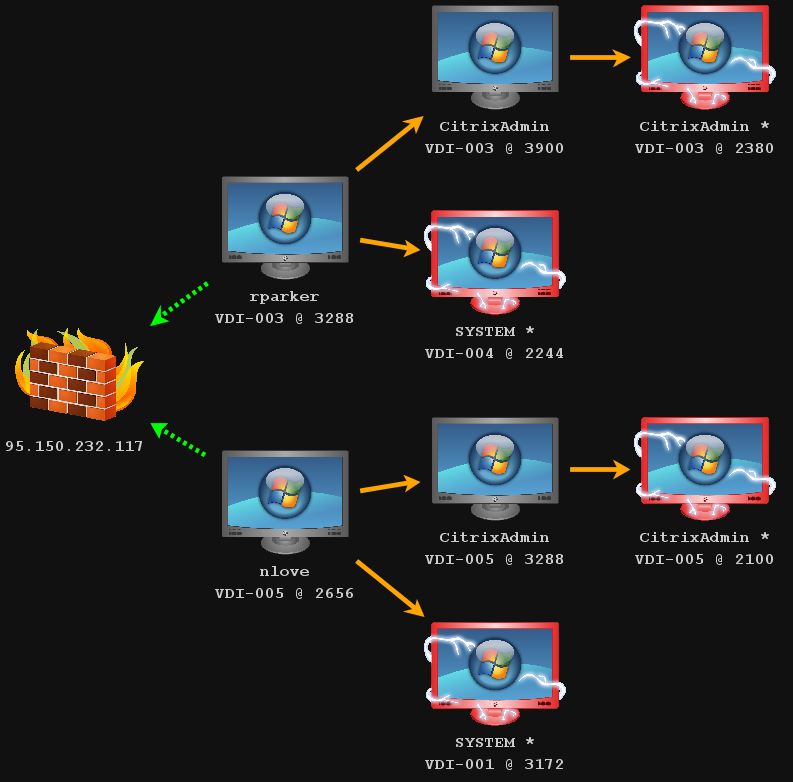 CitrixAdmin
VDI-003 @ 3900
CitrixAdmin *
VDI-003 @ 2380
rparker
VDI-003 @ 3288
SYSTEM *
VDI-004 @ 2244
95.150.232.117
nlove
VDI-005 @ 2656
CitrixAdmin
VDI-005 @ 3288
CitrixAdmin *
VDI-005 @ 2100
SYSTEM *
VDI-001 @ 3172